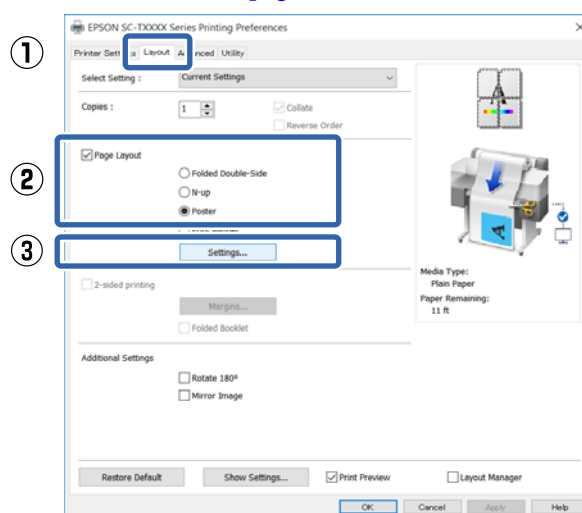 EPSON SC-TXXXX Series Printing Preferences
Layout
Utility
Select Setting :
Current Settings
Copies :
1
Collate
Reverse Order
Page Layout
Folded Double-Side
N-up
Poster
Settings...
2-sided printing
Margins...
Folded Booklet
Media Type:
Plain Paper
Paper Remaining:
11 ft
Additional Settings
Rotate 180°
Mirror Image
Restore Default
Show Settings...
Print Preview
Layout Manager
OK
Cancel
Apply
Help
1
2
3